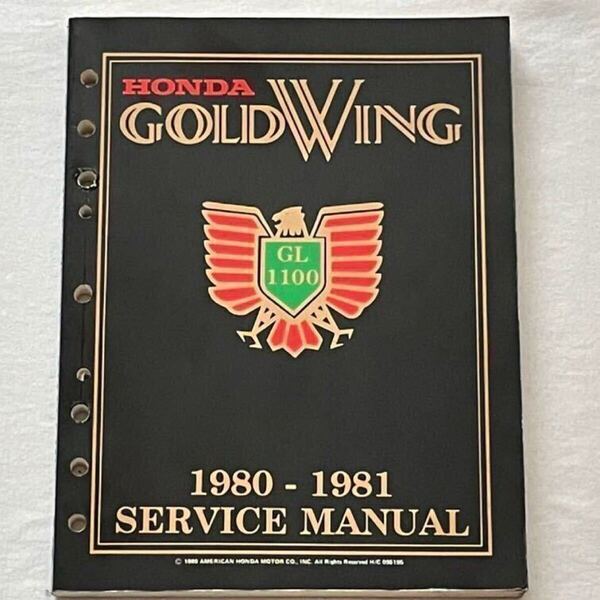 HONDA
GOLDWING
GL
1100
1980 - 1981
SERVICE MANUAL
AMERICAN HONDA MOTOR CO., INC. All Rights Reserved H/C